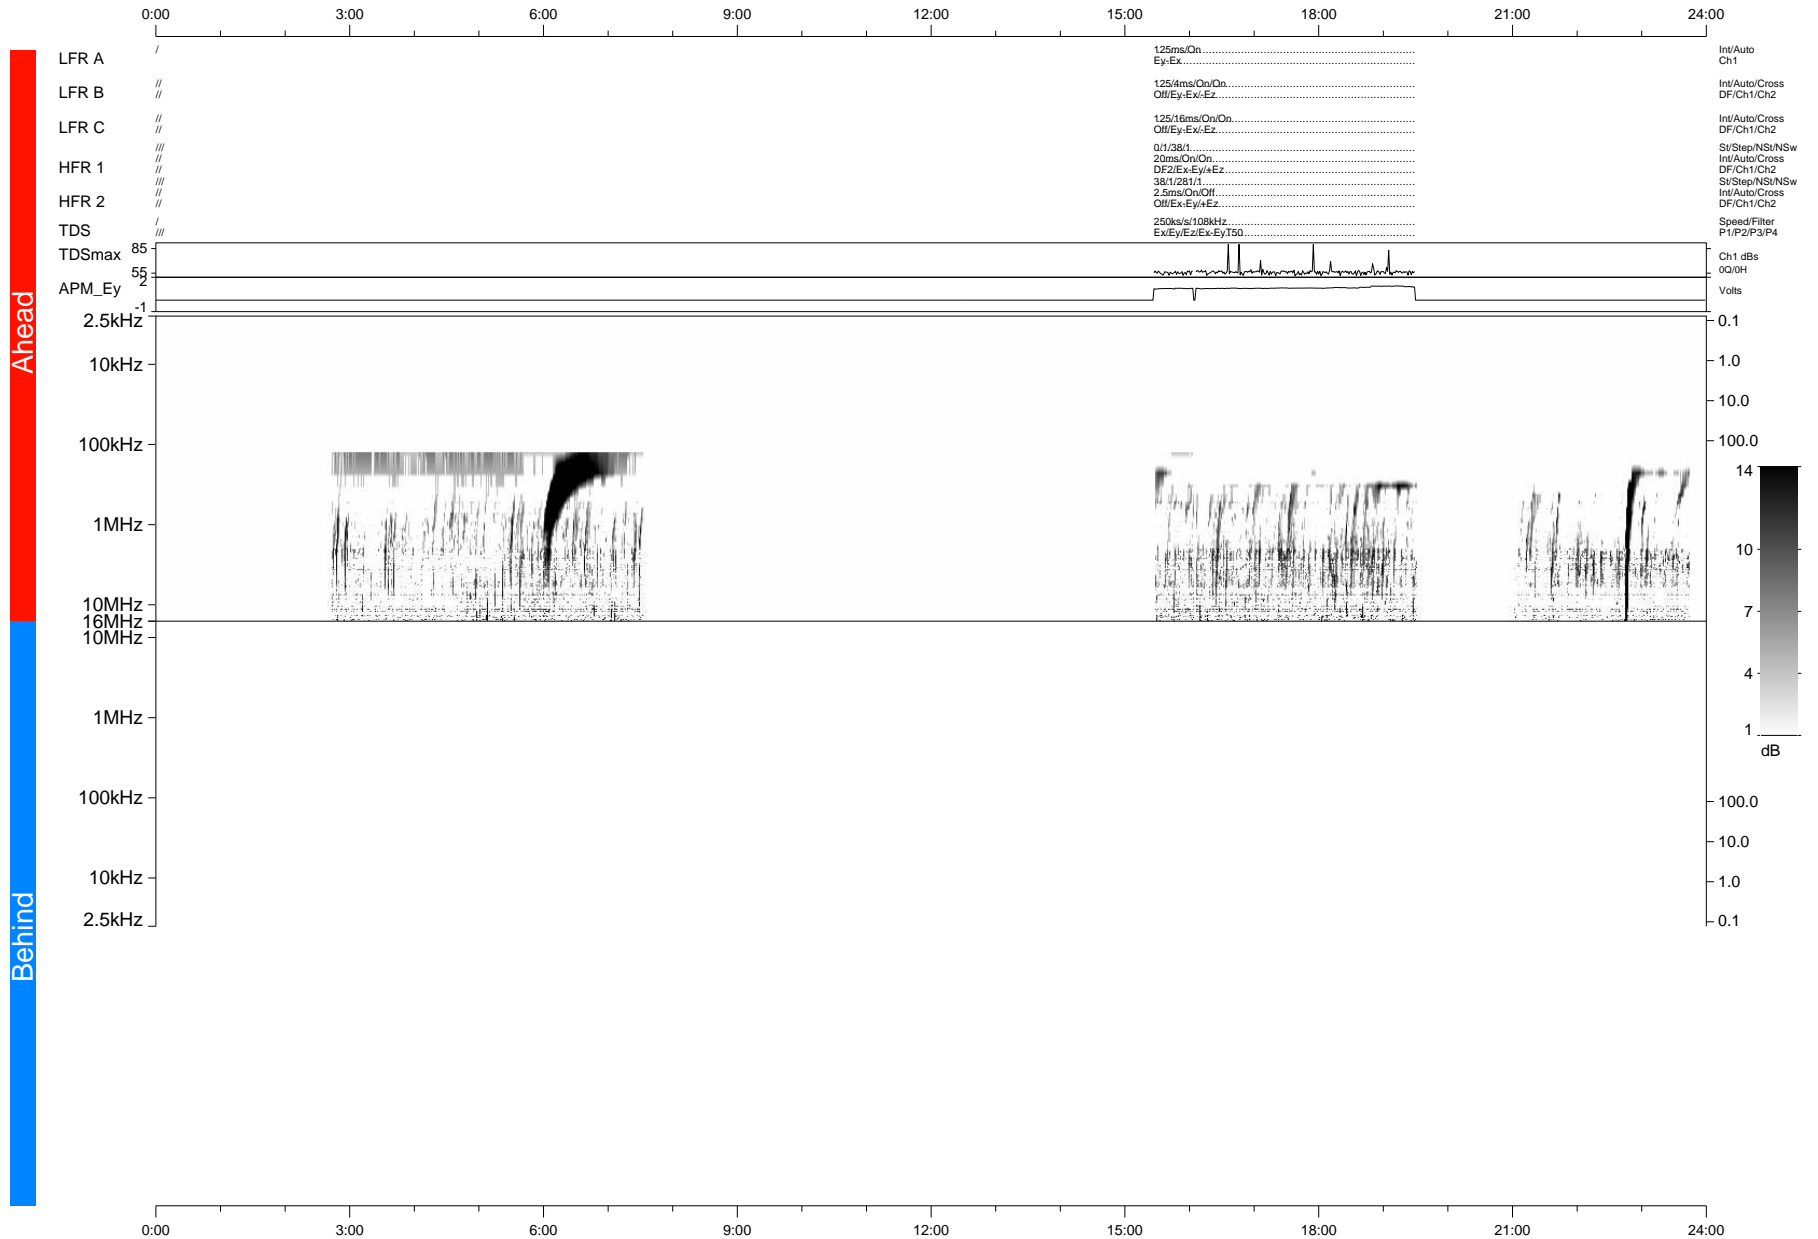 0:00 3:00 6:00 9:00 12:00 15:00 18:00 21:00 24:00
LFR A / 125ms/On Int/Auto
/ Ey-Ex Ch1
LFR B // 125/4ms/On/On Int/Auto/Cross
// Off/Ey-Ex/-Ez DF/Ch1/Ch2
LFR C // 125/16ms/On/On Int/Auto/Cross
// Off/Ey-Ex/-Ez DF/Ch1/Ch2
/// 0/1/38/1 St/Step/NSt/NSw
HFR 1 // 20ms/On/On Int/Auto/Cross
// DF2/Ex-Ey/+Ez DF/Ch1/Ch2
/// 38/1/281/1 St/Step/NSt/NSw
HFR 2 // 2.5ms/On/Off Int/Auto/Cross
// Off/Ex-Ey/+Ez DF/Ch1/Ch2
TDS / 250ks/s/108kHz Speed/Filter
/// Ex/Ey/Ez/Ex-EyT50 P1/P2/P3/P4
TDSmax 85 Ch1 dBs
55 0Q/0H
APM_Ey 2 Volts
-1
Ahead
2.5kHz 0.1
10kHz 1.0
10.0
100kHz 100.0
14
1MHz
10
10MHz 7
16MHz
10MHz
4
1MHz 1
dB
100kHz 100.0
10.0
10kHz 1.0
2.5kHz 0.1
Behind
0:00 3:00 6:00 9:00 12:00 15:00 18:00 21:00 24:00